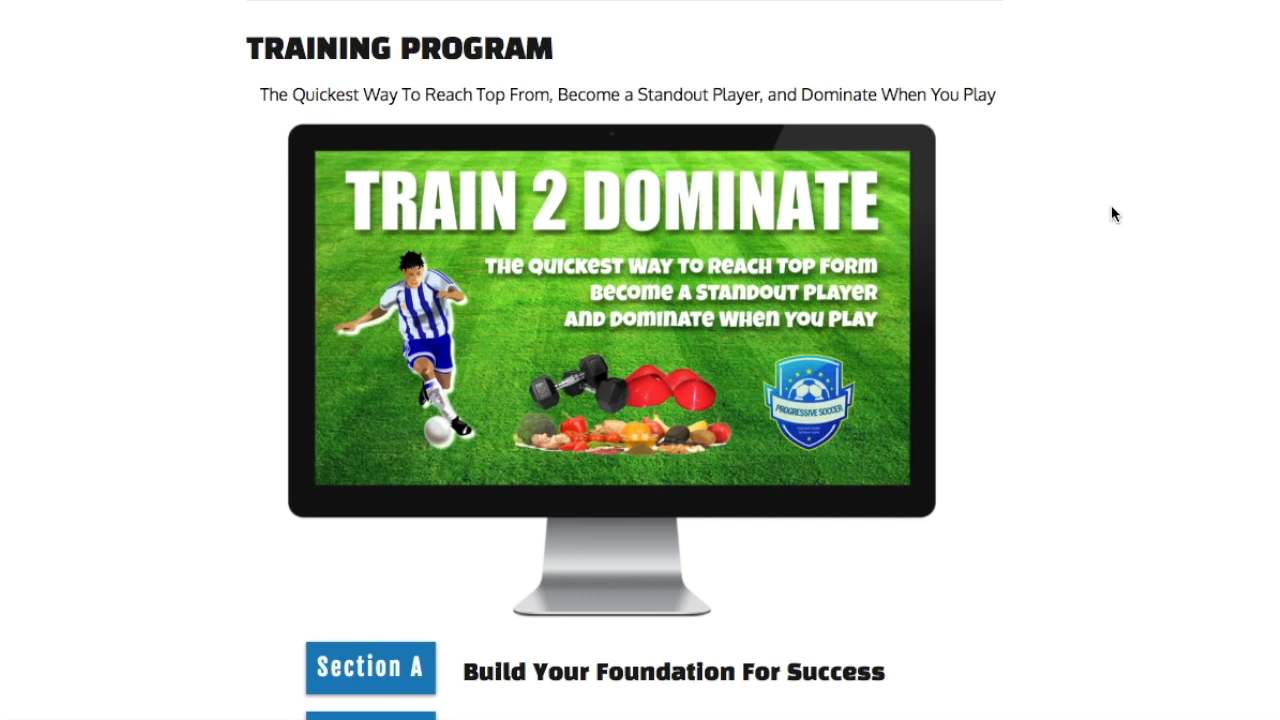 TRAINING PROGRAM
The Quickest Way To Reach Top From, Become a Standout Player, and Dominate When You Play
TRAIN 2 DOMINATE
THE QUICKEST WAY TO REACH TOP FORM
BECOME A STANDOUT PLAYER
AND DOMINATE WHEN YOU PLAY
PROGRESSIVE SOCCER
Section A
Build Your Foundation For Success